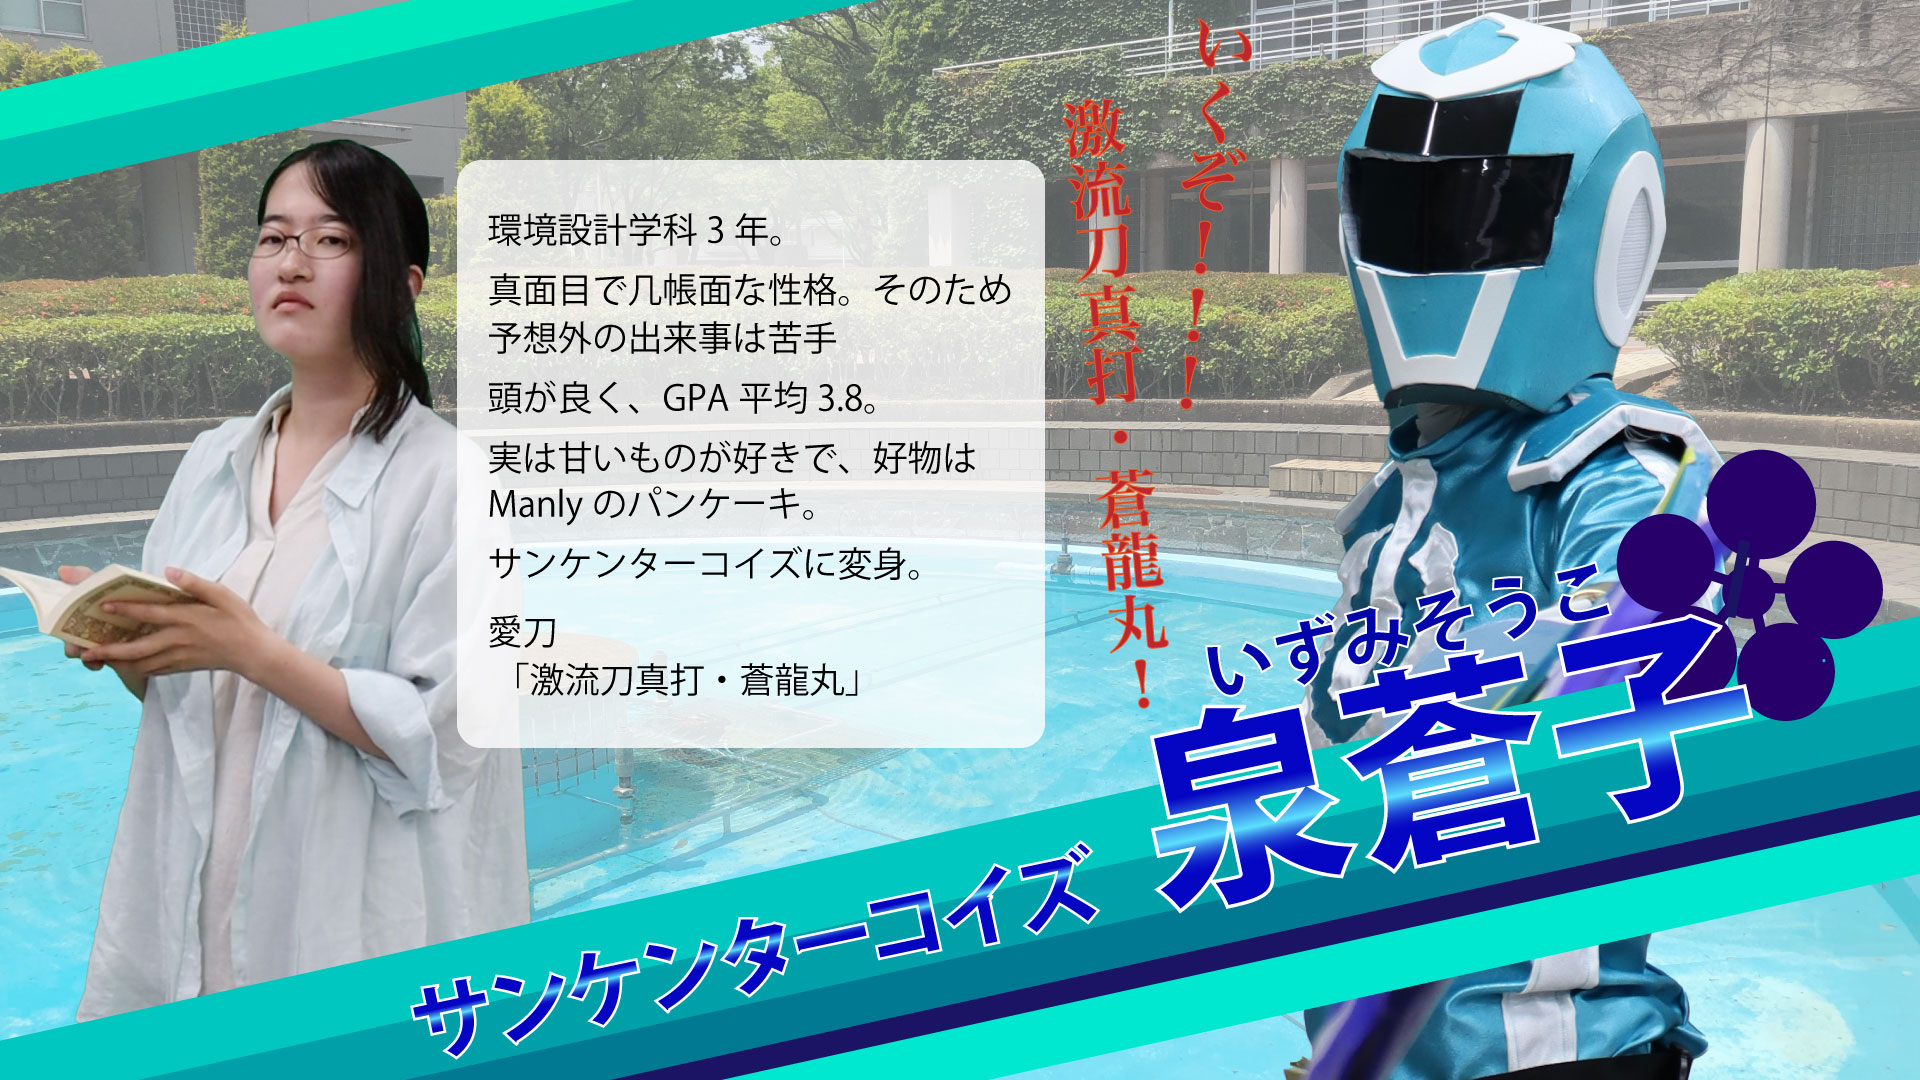 環境設計学科 3 年。
真面目で几帳面な性格。そのため
予想外の出来事は苦手
頭が良く、GPA 平均 3.8。
実は甘いものが好きで、好物は
Manly のパンケーキ。
サンケンターコイズに変身。
愛刀
「激流刀真打・蒼龍丸」
いくぞ！！！
激流刀真打・蒼龍丸！
いずみそうこ
サンケンターコイズ 泉蒼子